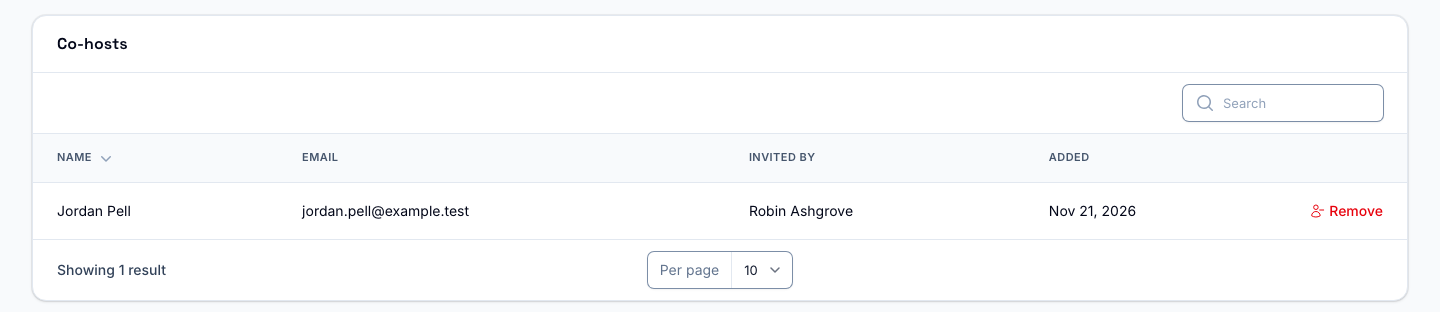 Co-hosts
Search
NAME EMAIL INVITED BY ADDED
Jordan Pell jordan.pell@example.test Robin Ashgrove Nov 21, 2026 Remove
Showing 1 result Per page 10